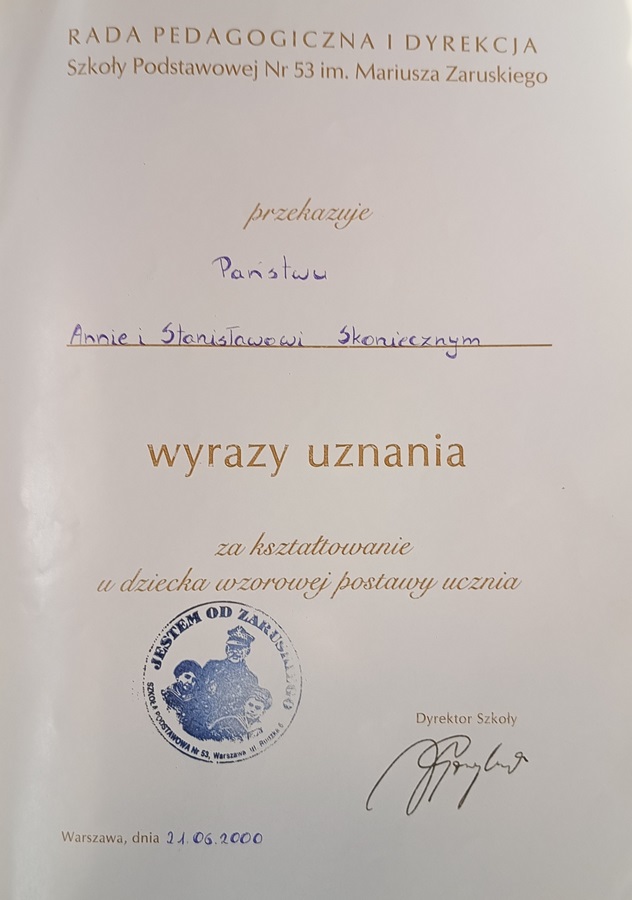 RADA PEDAGOGICZNA I DYREKCJA
Szkoły Podstawowej Nr 53 im. Mariusza Zaruskiego
przekazuje
Państwu
Annie i Stanisławowi Skoniecznym
wyrazy uznania
za kształtowanie
u dziecka wzorowej postawy ucznia
JESTEM OD ZARUSKIEGO
SZKOŁA PODSTAWOWA Nr 53, Warszawa
Dyrektor Szkoły
Warszawa, dnia 21.06.2000